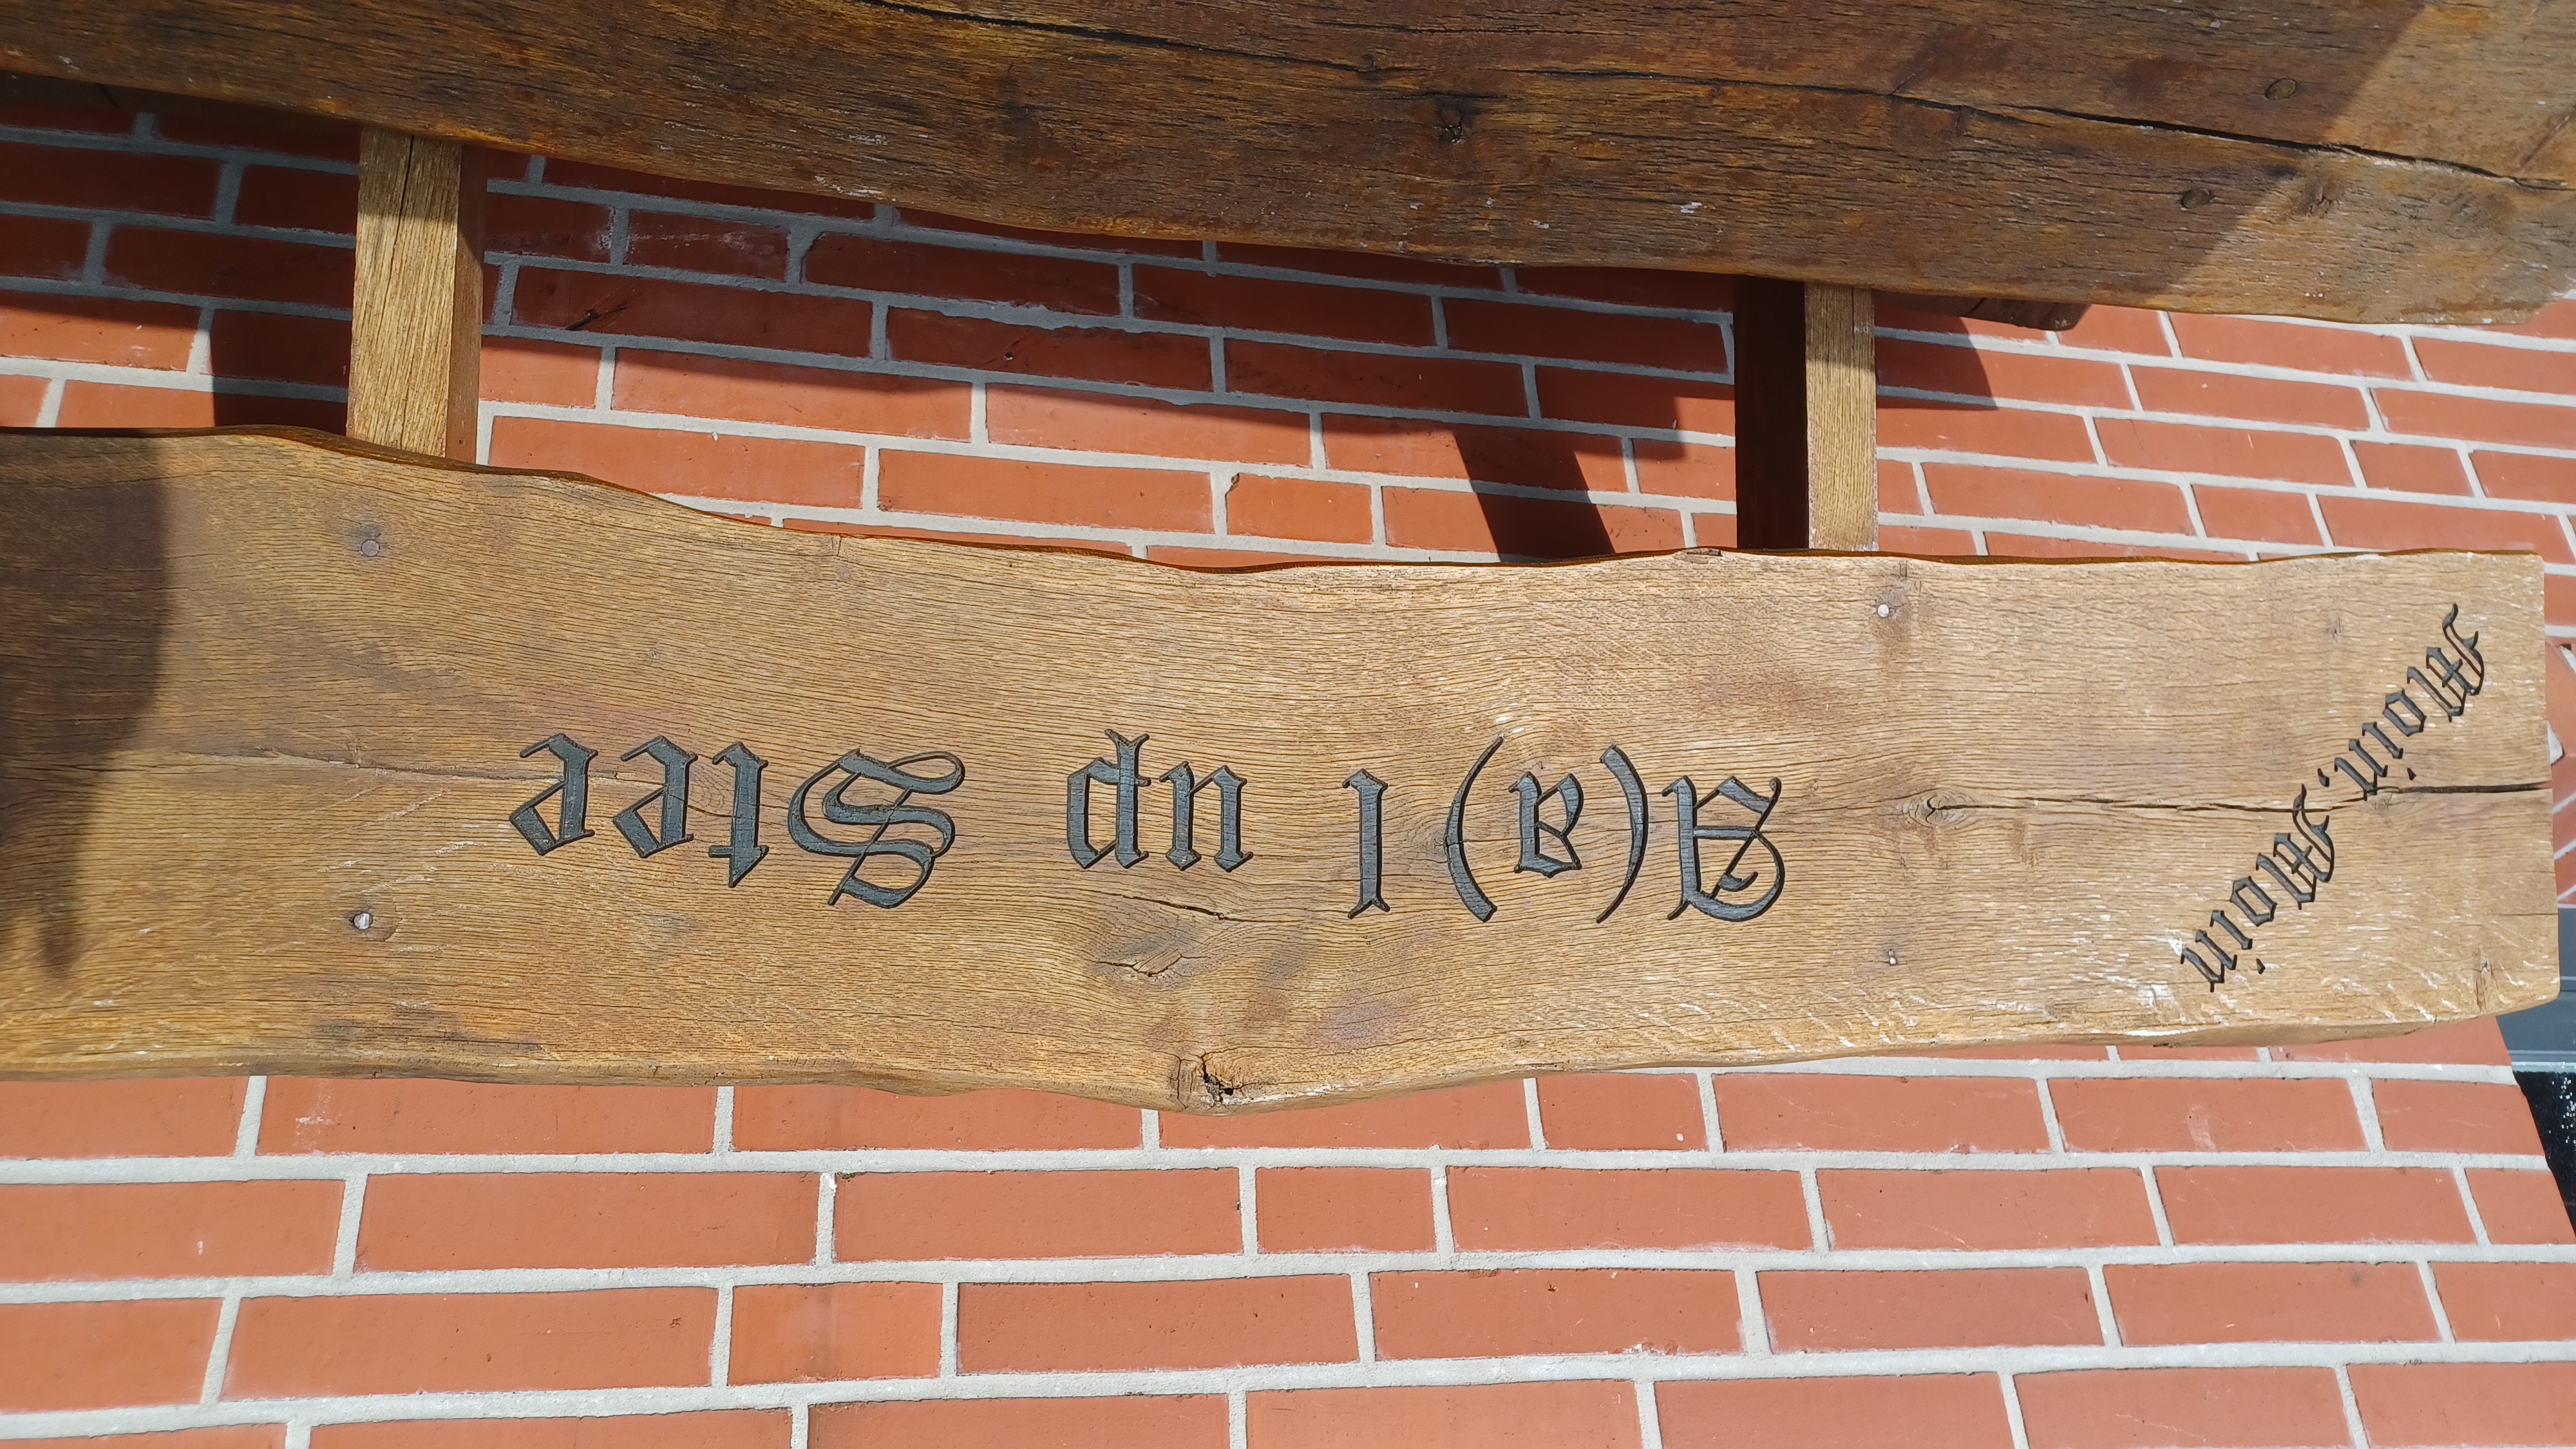 Moin, Moin
A(a)l up Stee